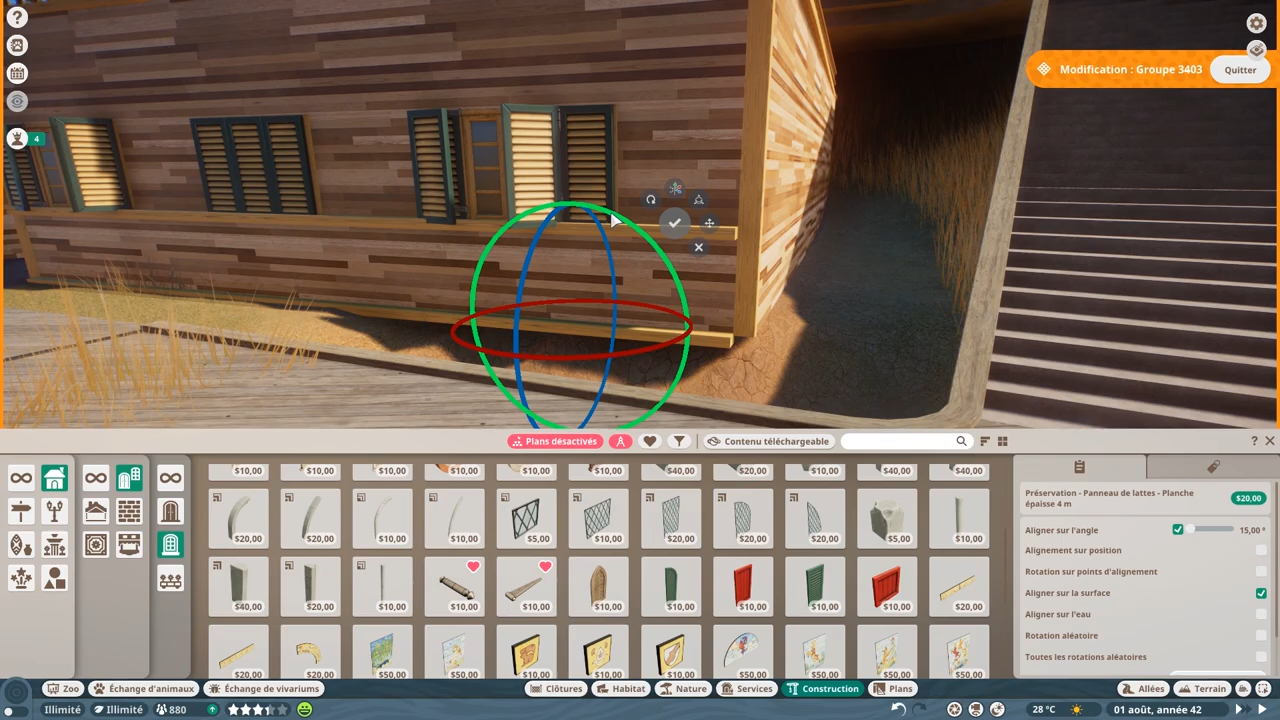 ?
Modification : Groupe 3403
Quitter
4
Plans désactivés
Contenu téléchargeable
?
$10,00 $10,00 $10,00 $10,00 $10,00 $10,00 $40,00 $20,00 $40,00 $20,00 $40,00
$20,00 $20,00 $10,00 $10,00 $5,00 $10,00 $20,00 $20,00 $20,00 $5,00 $10,00
$40,00 $20,00 $10,00 $10,00 $10,00 $10,00 $10,00 $10,00 $10,00 $10,00 $20,00
$20,00 $20,00 $50,00 $10,00 $10,00 $10,00 $10,00 $50,00 $10,00 $10,00 $10,00
Préservation - Panneau de lattes - Planche
épaisse 4 m
$20,00
Aligner sur l'angle
15,00 °
Alignement sur position
Rotation sur points d'alignement
Aligner sur la surface
Aligner sur l'eau
Rotation aléatoire
Toutes les rotations aléatoires
Zoo
Échange d'animaux
Échange de vivariums
Clôtures
Habitat
Nature
Services
Construction
Plans
Allées
Terrain
Illimité
Illimité
880
28 °C
01 août, année 42